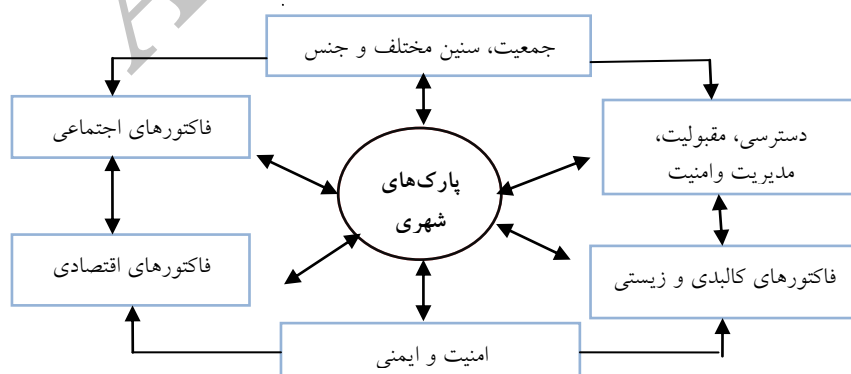 جمعیت، سنین مختلف و جنس
فاکتورهای اجتماعی
دسترسی، مقبولیت،
مدیریت وامنیت
پارک‌های
شهری
فاکتورهای اقتصادی
فاکتورهای کالبدی و زیستی
امنیت و ایمنی